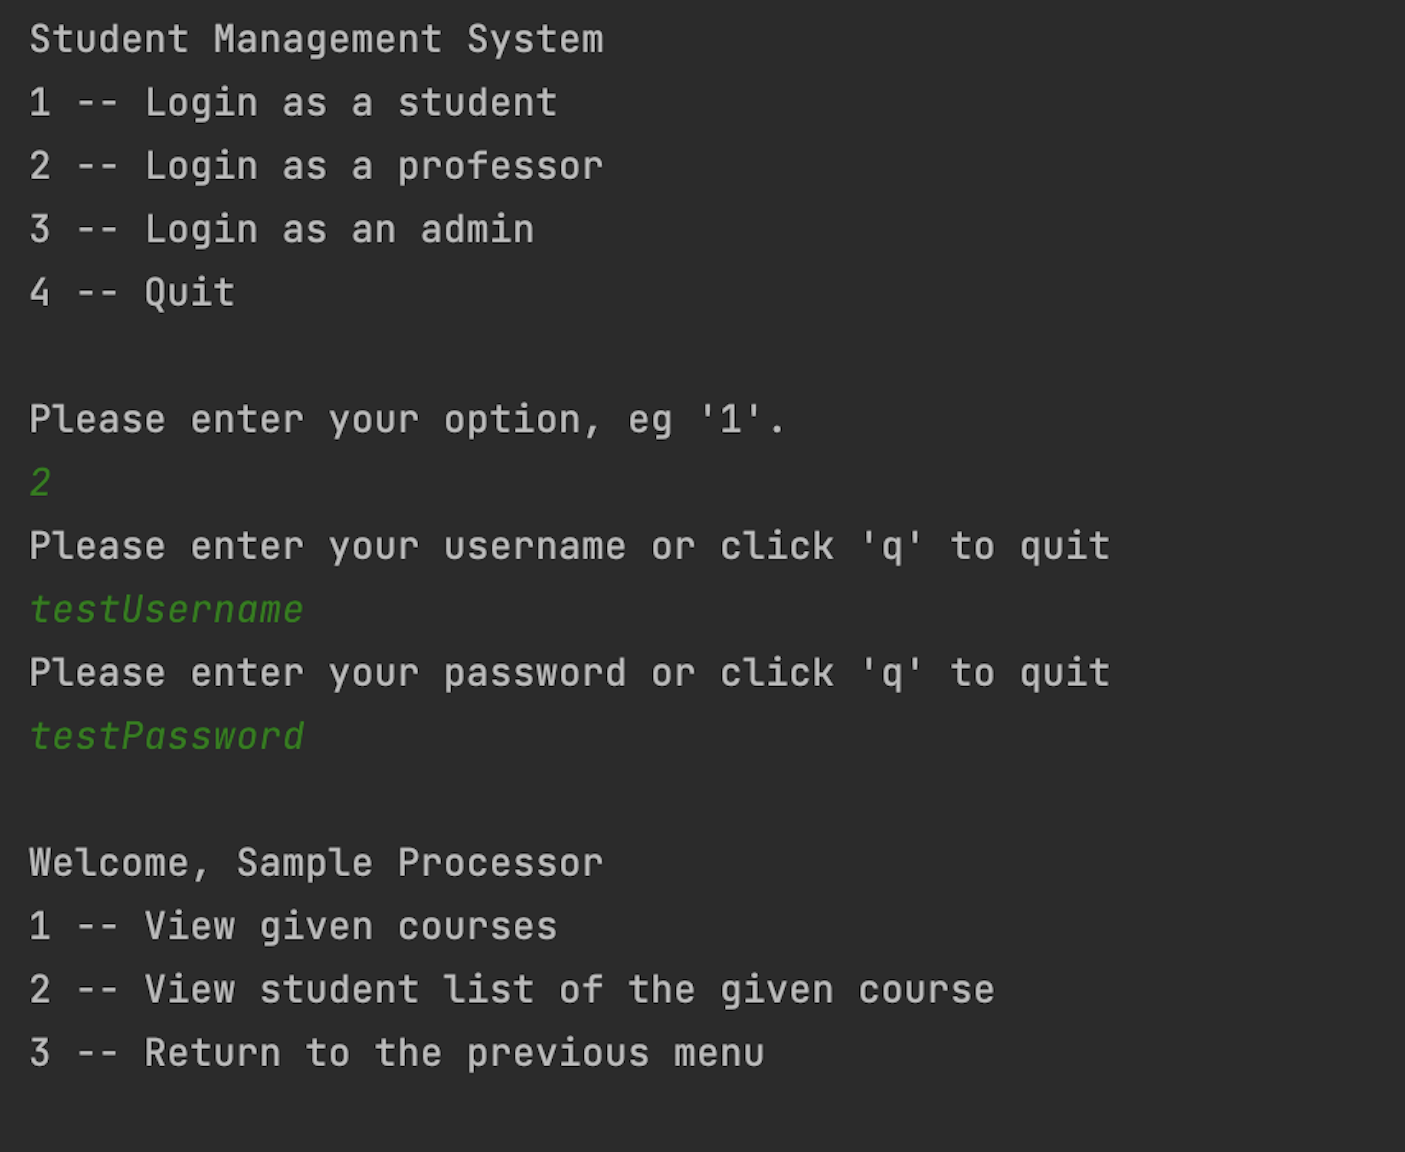 Student Management System
1 -- Login as a student
2 -- Login as a professor
3 -- Login as an admin
4 -- Quit
Please enter your option, eg '1'.
2
Please enter your username or click 'q' to quit
testUsername
Please enter your password or click 'q' to quit
testPassword
Welcome, Sample Processor
1 -- View given courses
2 -- View student list of the given course
3 -- Return to the previous menu